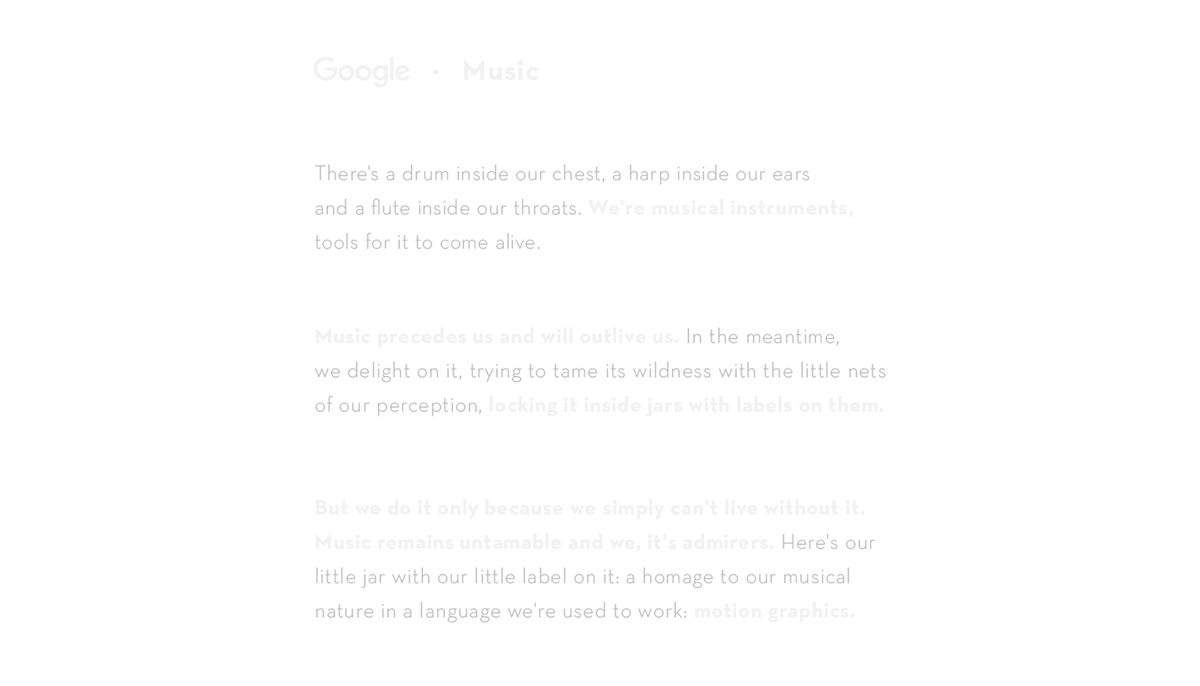 Google • Music
There's a drum inside our chest, a harp inside our ears
and a flute inside our throats. We're musical instruments,
tools for it to come alive.
Music precedes us and will outlive us. In the meantime,
we delight on it, trying to tame its wildness with the little nets
of our perception, locking it inside jars with labels on them.
But we do it only because we simply can't live without it.
Music remains untamable and we, it's admirers. Here's our
little jar with our little label on it: a homage to our musical
nature in a language we're used to work: motion graphics.